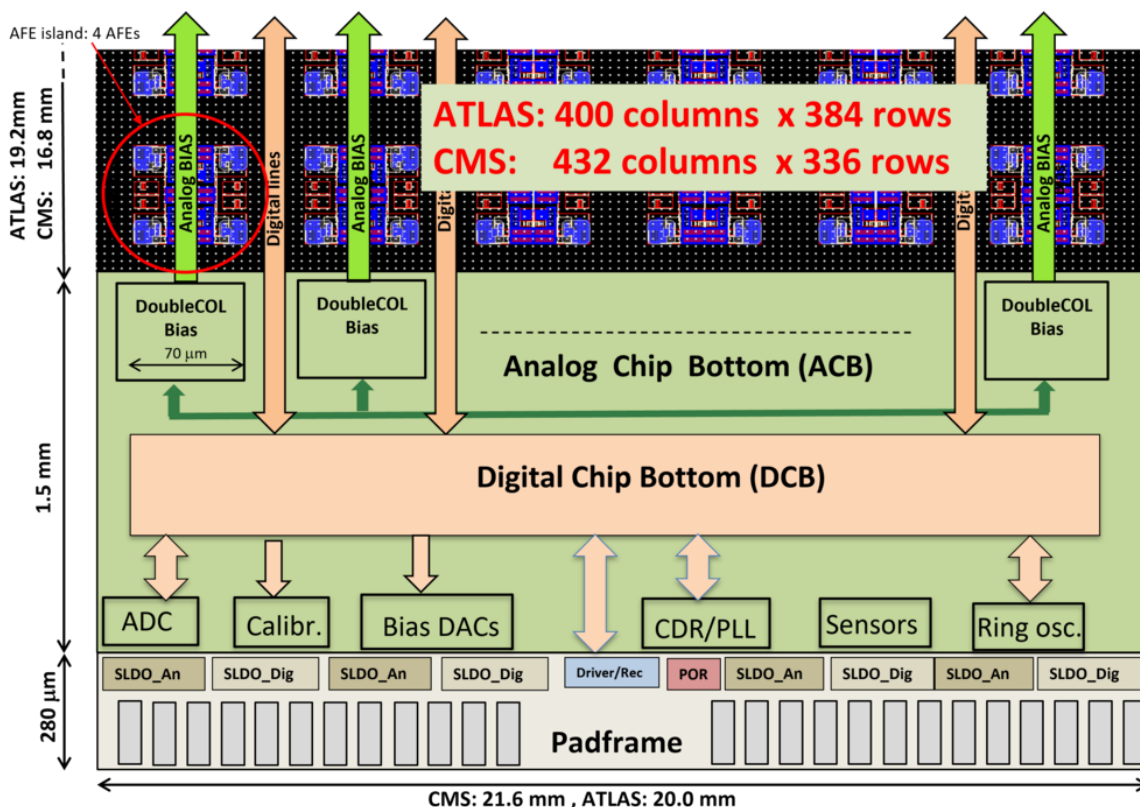 AFE island: 4 AFEs
ATLAS: 19.2mm
CMS: 16.8 mm
Analog BIAS
Digital lines
Analog BIAS
Digital
Digital
Analog BIAS
ATLAS: 400 columns x 384 rows
CMS: 432 columns x 336 rows
DoubleCOL
Bias
70 μm
DoubleCOL
Bias
DoubleCOL
Bias
Analog Chip Bottom (ACB)
1.5 mm
Digital Chip Bottom (DCB)
ADC
Calibr.
Bias DACs
CDR/PLL
Sensors
Ring osc.
280 μm
SLDO_An
SLDO_Dig
SLDO_An
SLDO_Dig
Driver/Rec
POR
SLDO_An
SLDO_Dig
SLDO_An
SLDO_Dig
Padframe
CMS: 21.6 mm , ATLAS: 20.0 mm